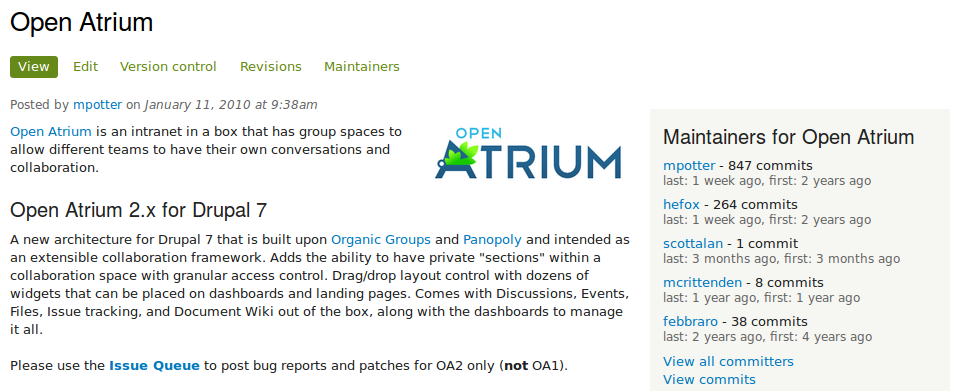 Open Atrium
View Edit Version control Revisions Maintainers
Posted by mpotter on January 11, 2010 at 9:38am
Open Atrium is an intranet in a box that has group spaces to
allow different teams to have their own conversations and
collaboration.
OPEN
ATRIUM
Open Atrium 2.x for Drupal 7
A new architecture for Drupal 7 that is built upon Organic Groups and Panopoly and intended as
an extensible collaboration framework. Adds the ability to have private "sections" within a
collaboration space with granular access control. Drag/drop layout control with dozens of
widgets that can be placed on dashboards and landing pages. Comes with Discussions, Events,
Files, Issue tracking, and Document Wiki out of the box, along with the dashboards to manage
it all.
Please use the Issue Queue to post bug reports and patches for OA2 only (not OA1).
Maintainers for Open Atrium
mpotter - 847 commits
last: 1 week ago, first: 2 years ago
hefox - 264 commits
last: 1 week ago, first: 2 years ago
scottalan - 1 commit
last: 3 months ago, first: 3 months ago
mcrittenden - 8 commits
last: 1 year ago, first: 1 year ago
febbraro - 38 commits
last: 2 years ago, first: 4 years ago
View all committers
View commits